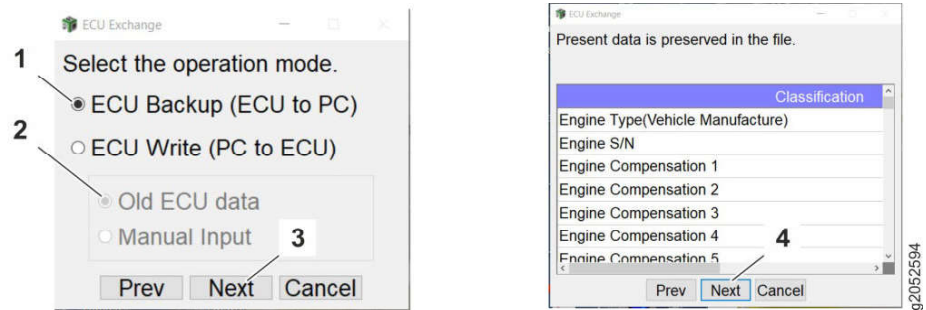 ECU Exchange
1
Select the operation mode.
ECU Backup (ECU to PC)
2
ECU Write (PC to ECU)
Old ECU data
Manual Input
3
Prev Next Cancel
ECU Exchange
Present data is preserved in the file.
Classification
Engine Type(Vehicle Manufacture)
Engine S/N
Engine Compensation 1
Engine Compensation 2
Engine Compensation 3
Engine Compensation 4
4
Engine Compensation 5
Prev Next Cancel
g2052594